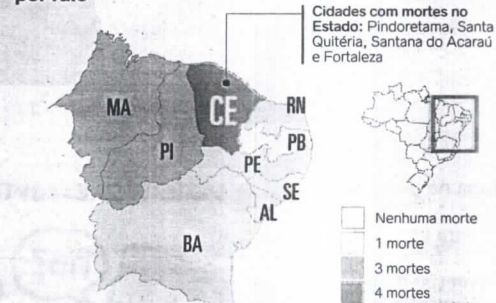 por raio
Cidades com mortes no
Estado: Pindoretama, Santa
Quitéria, Santana do Acaraú
e Fortaleza
MA
CE
RN
PB
PI
PE
SE
AL
BA
Nenhuma morte
1 morte
3 mortes
4 mortes